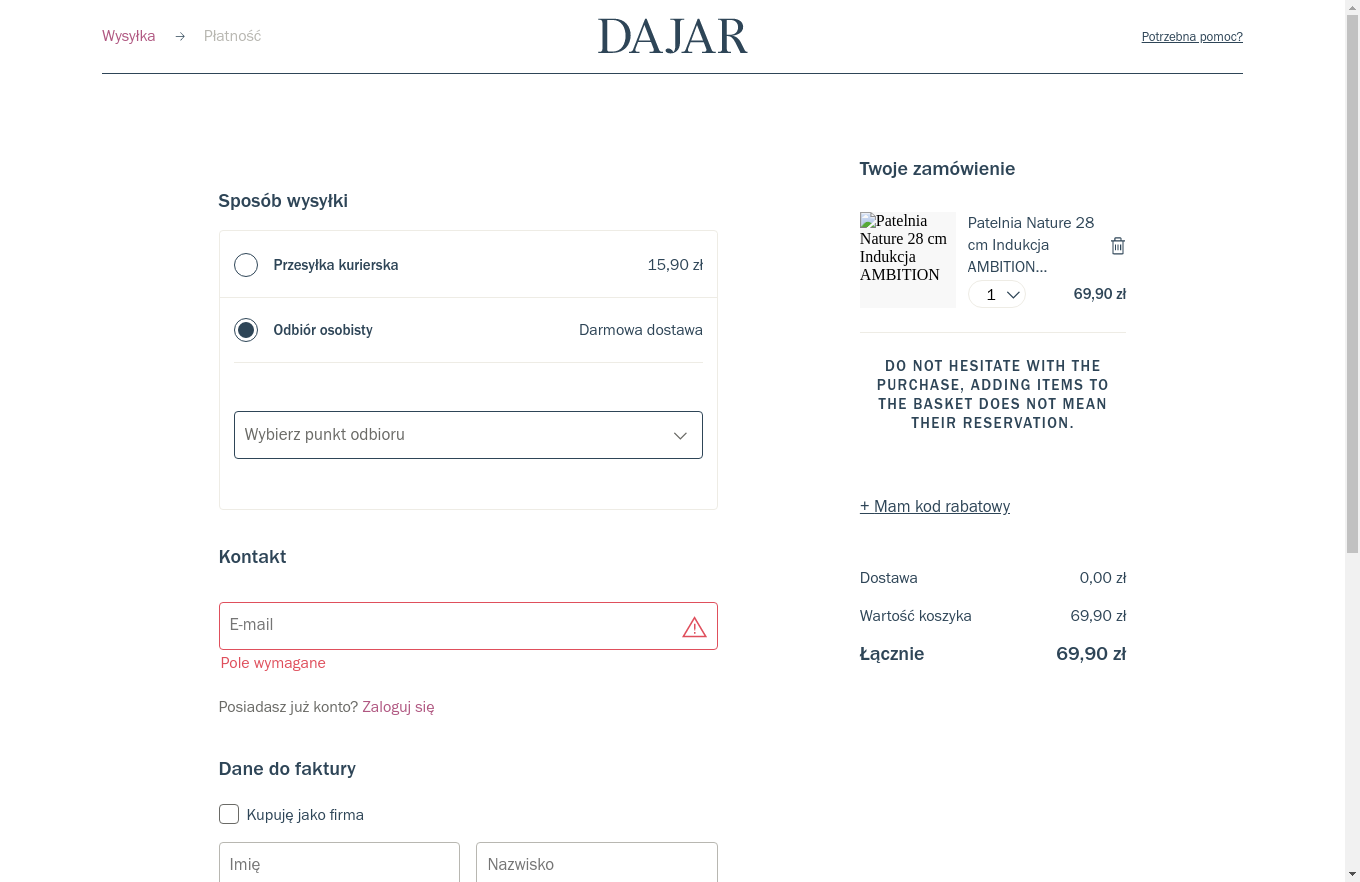 Wysyłka
Płatność
DAJAR
Potrzebna pomoc?
Sposób wysyłki
Przesyłka kurierska
15,90 zł
Odbiór osobisty
Darmowa dostawa
Wybierz punkt odbioru
Kontakt
E-mail
Pole wymagane
Posiadasz już konto? Zaloguj się
Dane do faktury
Kupuję jako firma
Imię
Nazwisko
Twoje zamówienie
Patelnia
Nature 28 cm
Indukcja
AMBITION
Patelnia Nature 28
cm Indukcja
AMBITION...
1
69,90 zł
DO NOT HESITATE WITH THE
PURCHASE, ADDING ITEMS TO
THE BASKET DOES NOT MEAN
THEIR RESERVATION.
+ Mam kod rabatowy
Dostawa
0,00 zł
Wartość koszyka
69,90 zł
Łącznie
69,90 zł